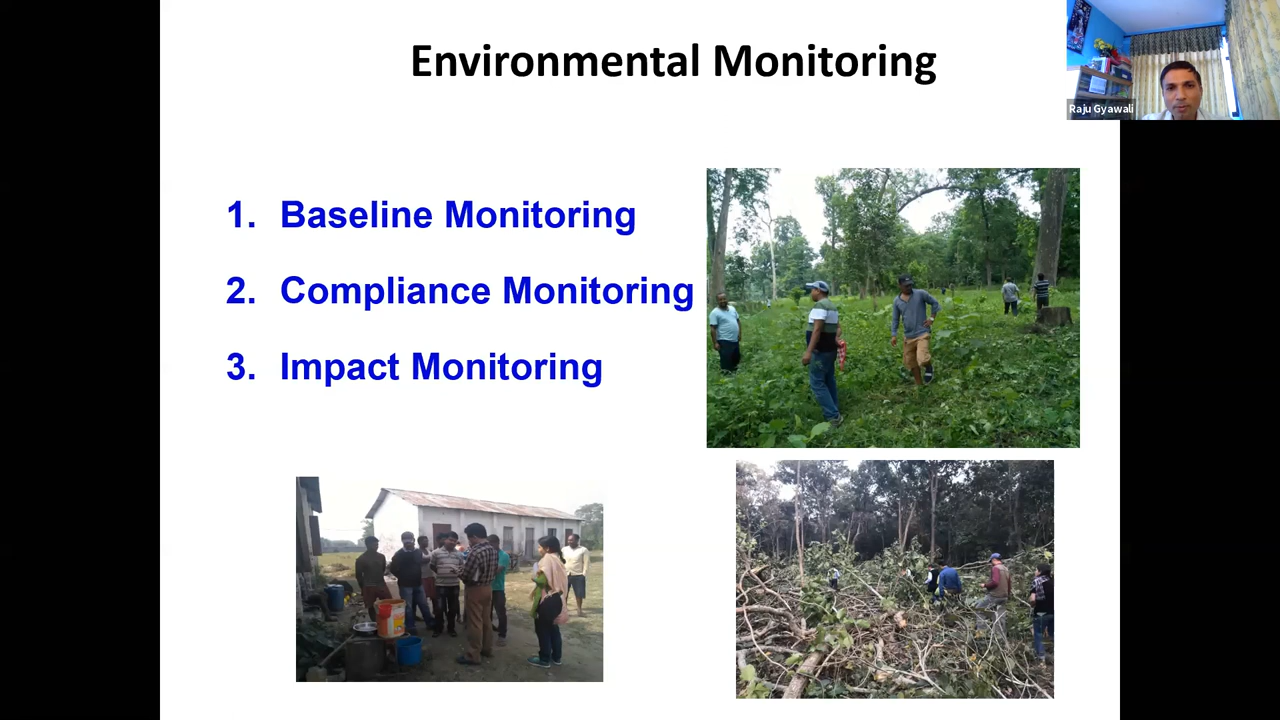 Environmental Monitoring
Raju Gyawali
1. Baseline Monitoring
2. Compliance Monitoring
3. Impact Monitoring